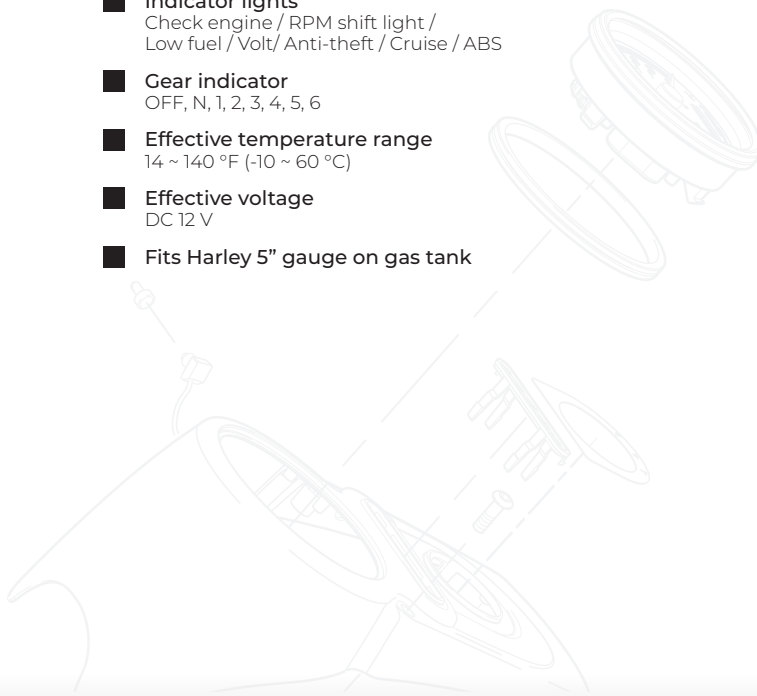 Indicator lights
Check engine / RPM shift light /
Low fuel / Volt/ Anti-theft / Cruise / ABS
Gear indicator
OFF, N, 1, 2, 3, 4, 5, 6
Effective temperature range
14 ~ 140 °F (-10 ~ 60 °C)
Effective voltage
DC 12 V
Fits Harley 5” gauge on gas tank